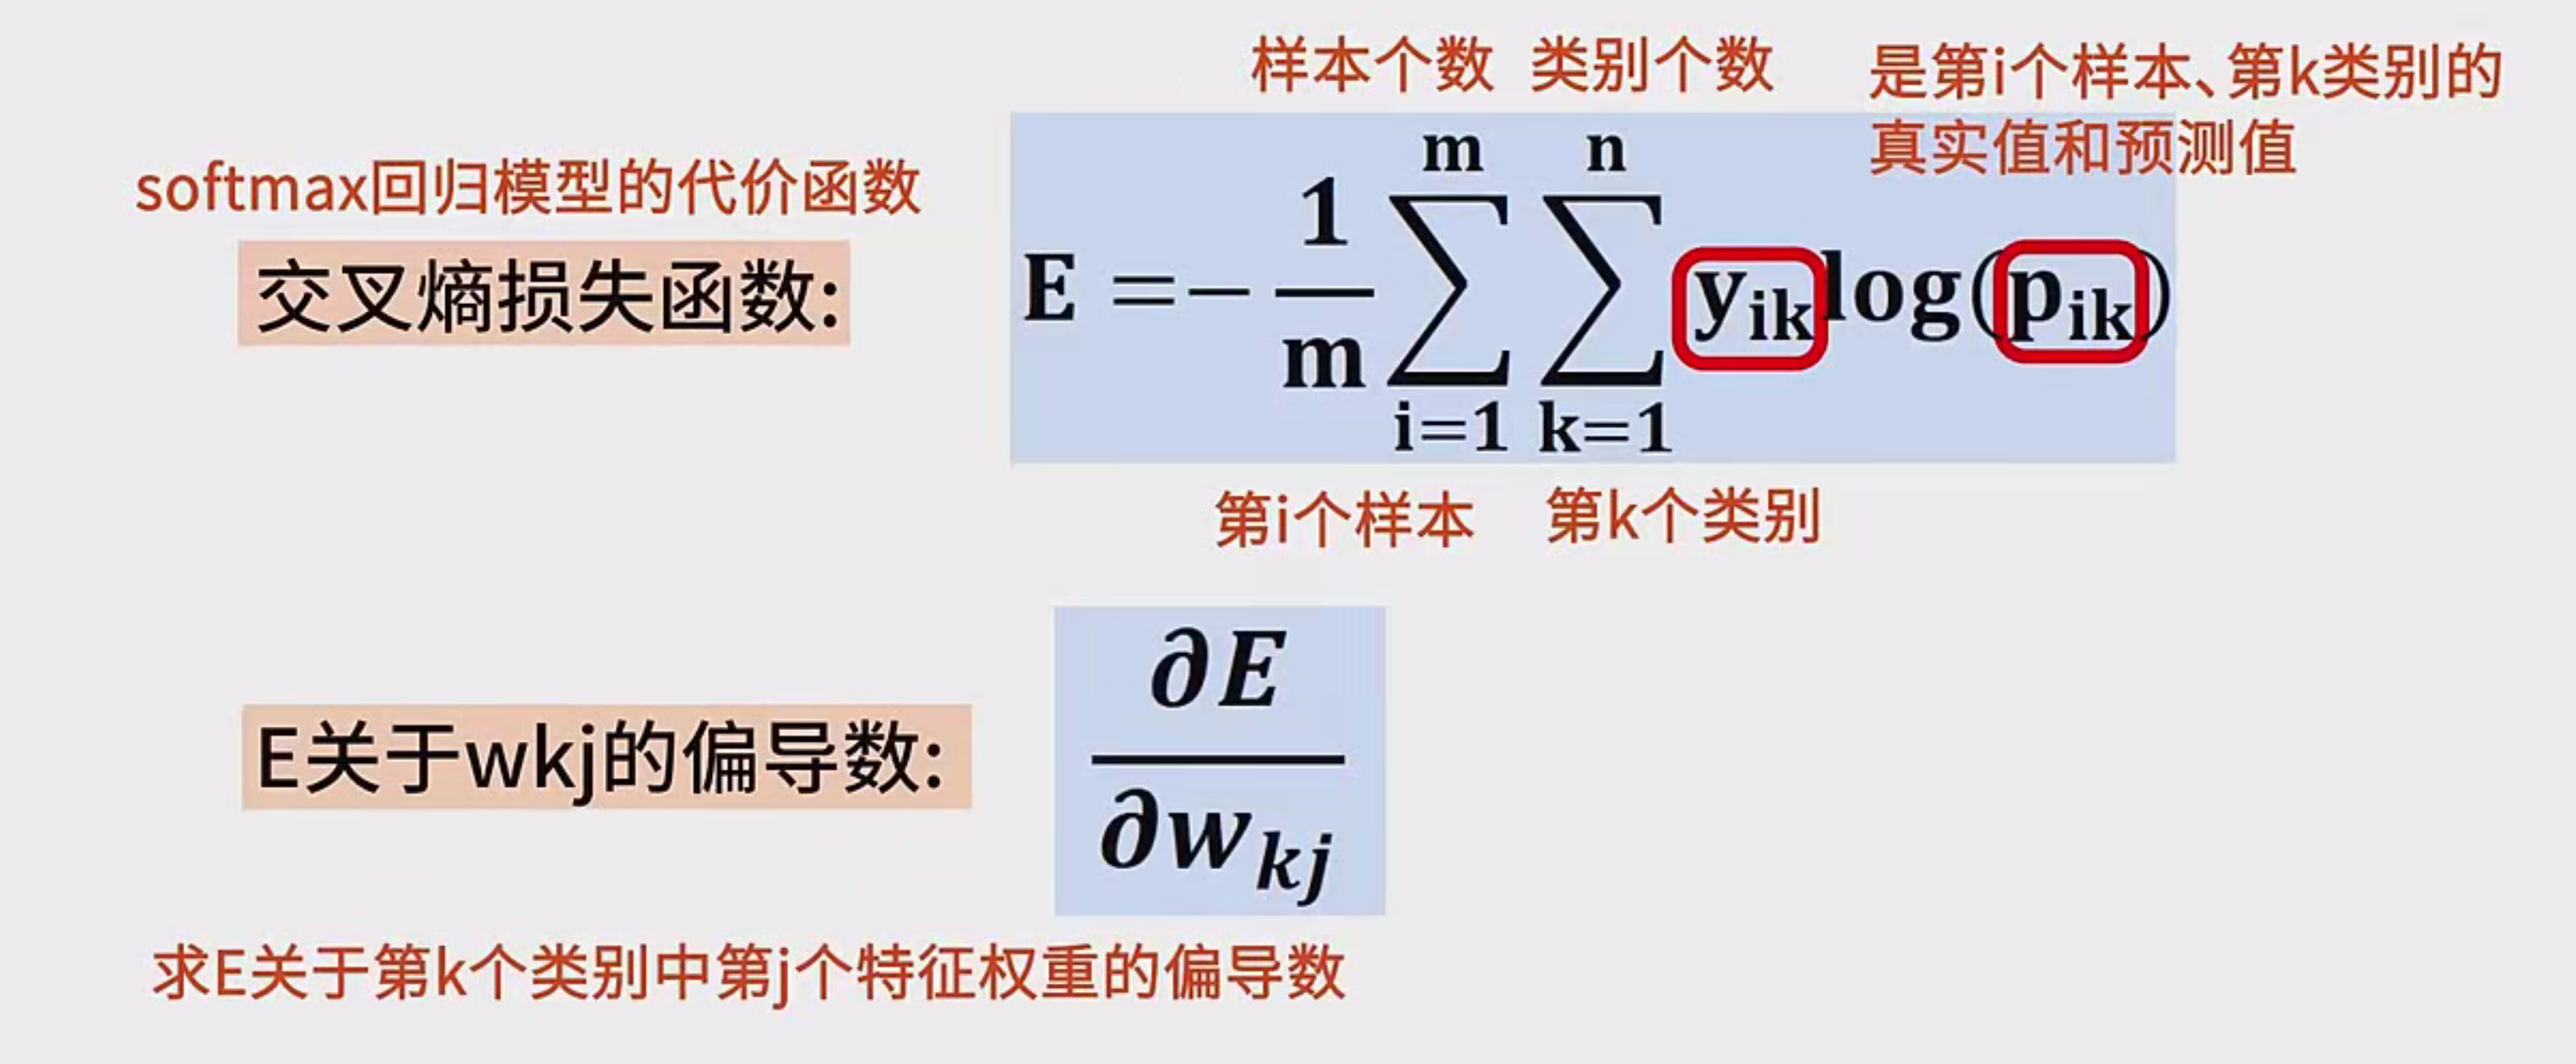 样本个数 类别个数 是第i个样本、第k类别的
真实值和预测值
softmax回归模型的代价函数
交叉熵损失函数:
E = -\frac{1}{m}\sum_{i=1}^{m}\sum_{k=1}^{n} y_{ik}log(p_{ik})
第i个样本 第k个类别
E关于wkj的偏导数:
\frac{∂E}{∂w_{kj}}
求E关于第k个类别中第j个特征权重的偏导数